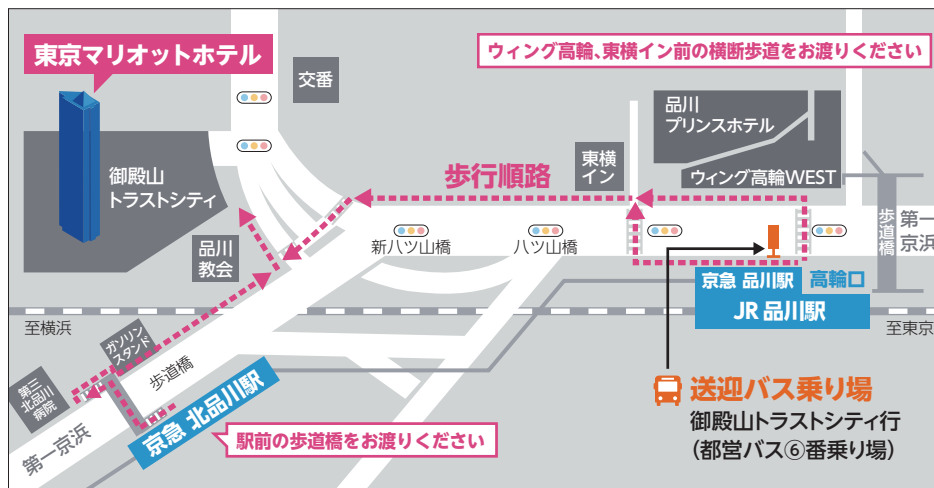 東京マリオットホテル
交番
ウィング高輪、東横イン前の横断歩道をお渡りください
品川
プリンスホテル
御殿山
トラストシティ
東横
イン
歩行順路
ウィング高輪WEST
歩道橋
第一
京浜
品川
教会
新八ツ山橋
八ツ山橋
京急 品川駅
高輪口
JR 品川駅
至横浜
至東京
ガソリン
スタンド
歩道橋
第三
北品川
病院
京急 北品川駅
第一京浜
駅前の歩道橋をお渡りください
送迎バス乗り場
御殿山トラストシティ行
(都営バス⑥番乗り場)